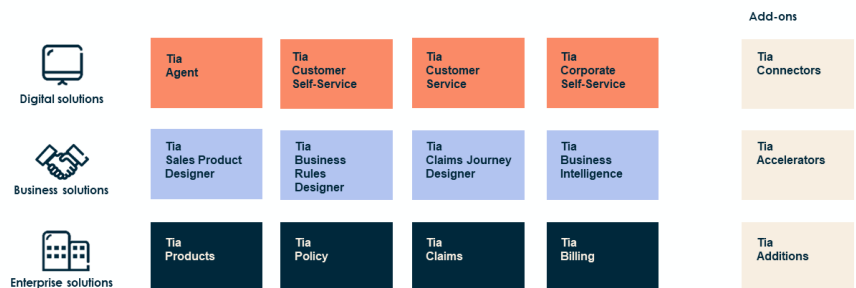 Add-ons
Tia
Agent
Tia
Customer
Self-Service
Tia
Customer
Service
Tia
Corporate
Self-Service
Tia
Connectors
Digital solutions
Tia
Sales Product
Designer
Tia
Business
Rules
Designer
Tia
Claims Journey
Designer
Tia
Business
Intelligence
Tia
Accelerators
Business solutions
Tia
Products
Tia
Policy
Tia
Claims
Tia
Billing
Tia
Additions
Enterprise solutions